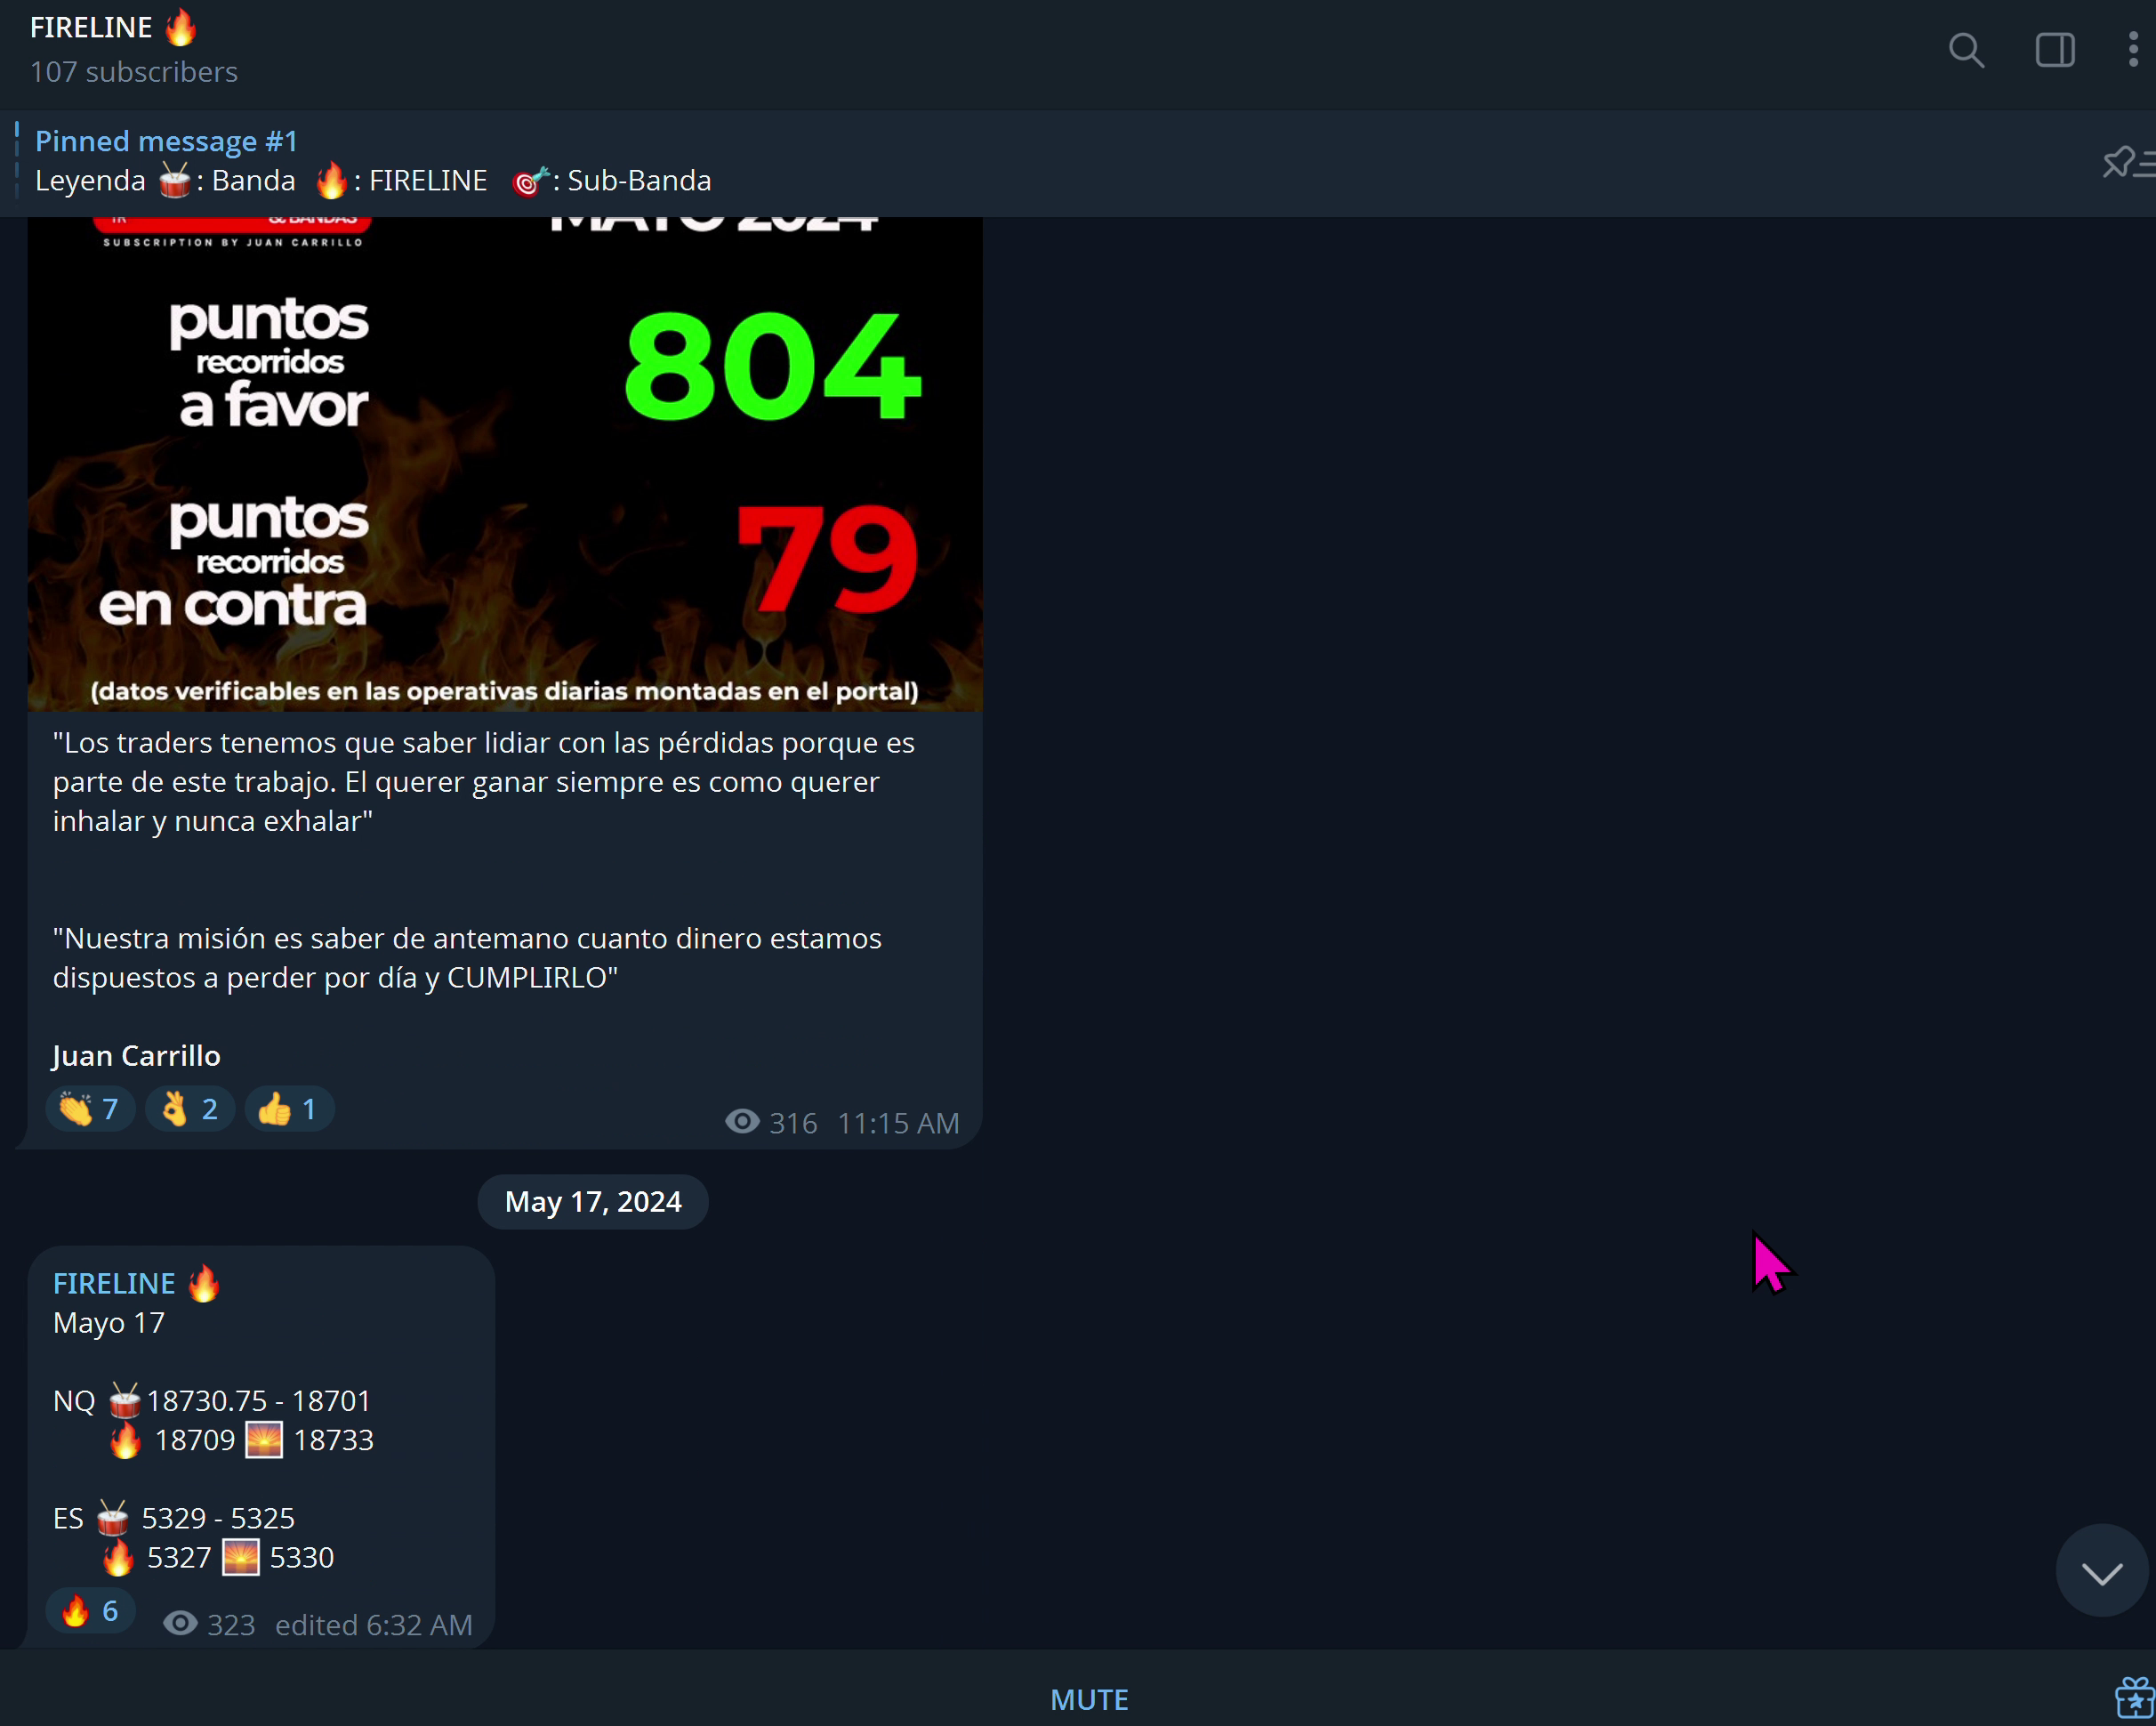 FIRELINE 🔥
107 subscribers
Pinned message #1
Leyenda 🥁: Banda 🔥: FIRELINE 🎯: Sub-Banda
& BANDAS
SUBSCRIPTION BY JUAN CARRILLO
MAYO 2024
puntos
recorridos
a favor
804
puntos
recorridos
en contra
79
(datos verificables en las operativas diarias montadas en el portal)
"Los traders tenemos que saber lidiar con las pérdidas porque es
parte de este trabajo. El querer ganar siempre es como querer
inhalar y nunca exhalar"
"Nuestra misión es saber de antemano cuanto dinero estamos
dispuestos a perder por día y CUMPLIRLO"
Juan Carrillo
👏 7 👌 2 👍 1
316 11:15 AM
May 17, 2024
FIRELINE 🔥
Mayo 17
NQ 🥁18730.75 - 18701
🔥 18709 🌅 18733
ES 🥁 5329 - 5325
🔥 5327 🌅 5330
🔥 6 323 edited 6:32 AM
MUTE